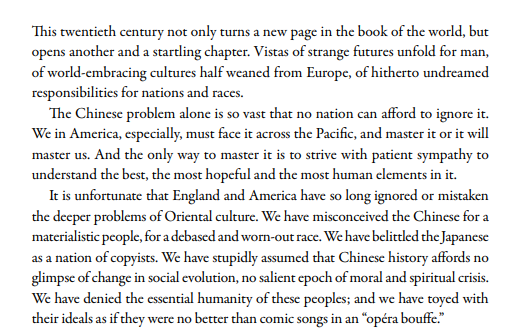 This twentieth century not only turns a new page in the book of the world, but
opens another and a startling chapter. Vistas of strange futures unfold for man,
of world-embracing cultures half weaned from Europe, of hitherto undreamed
responsibilities for nations and races.
The Chinese problem alone is so vast that no nation can afford to ignore it.
We in America, especially, must face it across the Pacific, and master it or it will
master us. And the only way to master it is to strive with patient sympathy to
understand the best, the most hopeful and the most human elements in it.
It is unfortunate that England and America have so long ignored or mistaken
the deeper problems of Oriental culture. We have misconceived the Chinese for a
materialistic people, for a debased and worn-out race. We have belittled the Japanese
as a nation of copyists. We have stupidly assumed that Chinese history affords no
glimpse of change in social evolution, no salient epoch of moral and spiritual crisis.
We have denied the essential humanity of these peoples; and we have toyed with
their ideals as if they were no better than comic songs in an “opéra bouffe.”